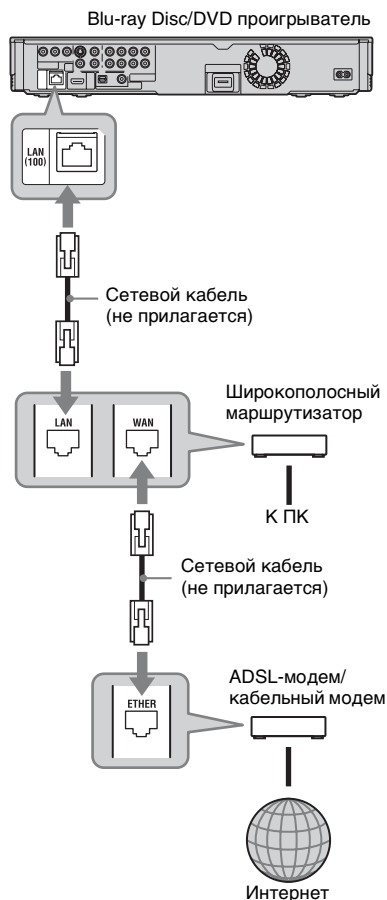 Blu-ray Disc/DVD проигрыватель
LAN
(100)
Сетевой кабель
(не прилагается)
Широкополосный
маршрутизатор
LAN
WAN
К ПК
Сетевой кабель
(не прилагается)
ADSL-модем/
кабельный модем
ETHER
Интернет